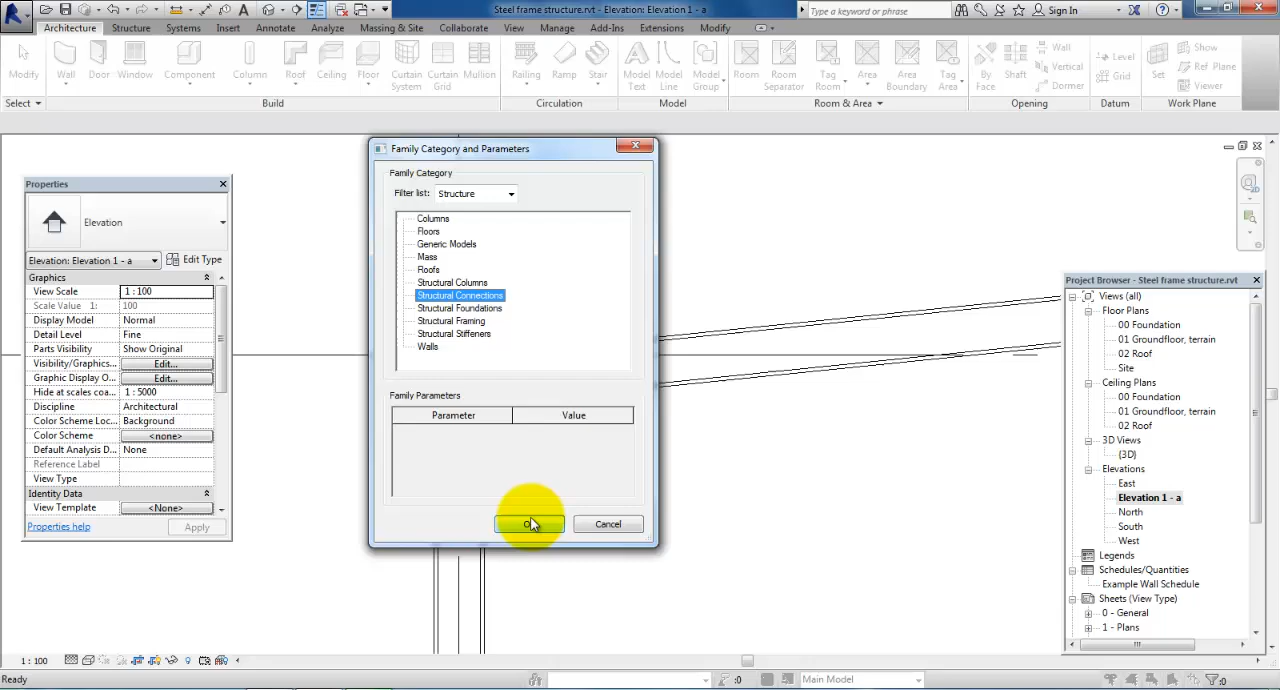 Steel frame structure.rvt - Elevation: Elevation 1 - a
Type a keyword or phrase
Sign In
Architecture Structure Systems Insert Annotate Analyze Massing & Site Collaborate View Manage Add-Ins Extensions Modify
Modify Wall Door Window Component Column Roof Ceiling Floor Curtain System Curtain Grid Mullion Railing Ramp Stair Model Text Model Line Model Group Room Room Separator Tag Room Area Area Boundary Tag Area By Face Shaft Wall Vertical Dormer Level Grid Set Show Ref Plane Viewer
Select Build Circulation Model Room & Area Opening Datum Work Plane
Properties
Elevation
Elevation: Elevation 1 - a Edit Type
Graphics
View Scale 1 : 100
Scale Value 1: 100
Display Model Normal
Detail Level Fine
Parts Visibility Show Original
Visibility/Graphics... Edit...
Graphic Display O... Edit...
Hide at scales coa... 1 : 5000
Discipline Architectural
Color Scheme Loc... Background
Color Scheme <none>
Default Analysis D... None
Reference Label
View Type
Identity Data
View Template <None>
Properties help Apply
Family Category and Parameters
Family Category
Filter list: Structure
Columns
Floors
Generic Models
Mass
Roofs
Structural Columns
Structural Connections
Structural Foundations
Structural Framing
Structural Stiffeners
Walls
Family Parameters
Parameter Value
Cancel
Project Browser - Steel frame structure.rvt
Views (all)
Floor Plans
00 Foundation
01 Groundfloor, terrain
02 Roof
Site
Ceiling Plans
00 Foundation
01 Groundfloor, terrain
02 Roof
3D Views
{3D}
Elevations
East
Elevation 1 - a
North
South
West
Legends
Schedules/Quantities
Example Wall Schedule
Sheets (View Type)
0 - General
1 - Plans
1 : 100
Ready
:0
Main Model
:0